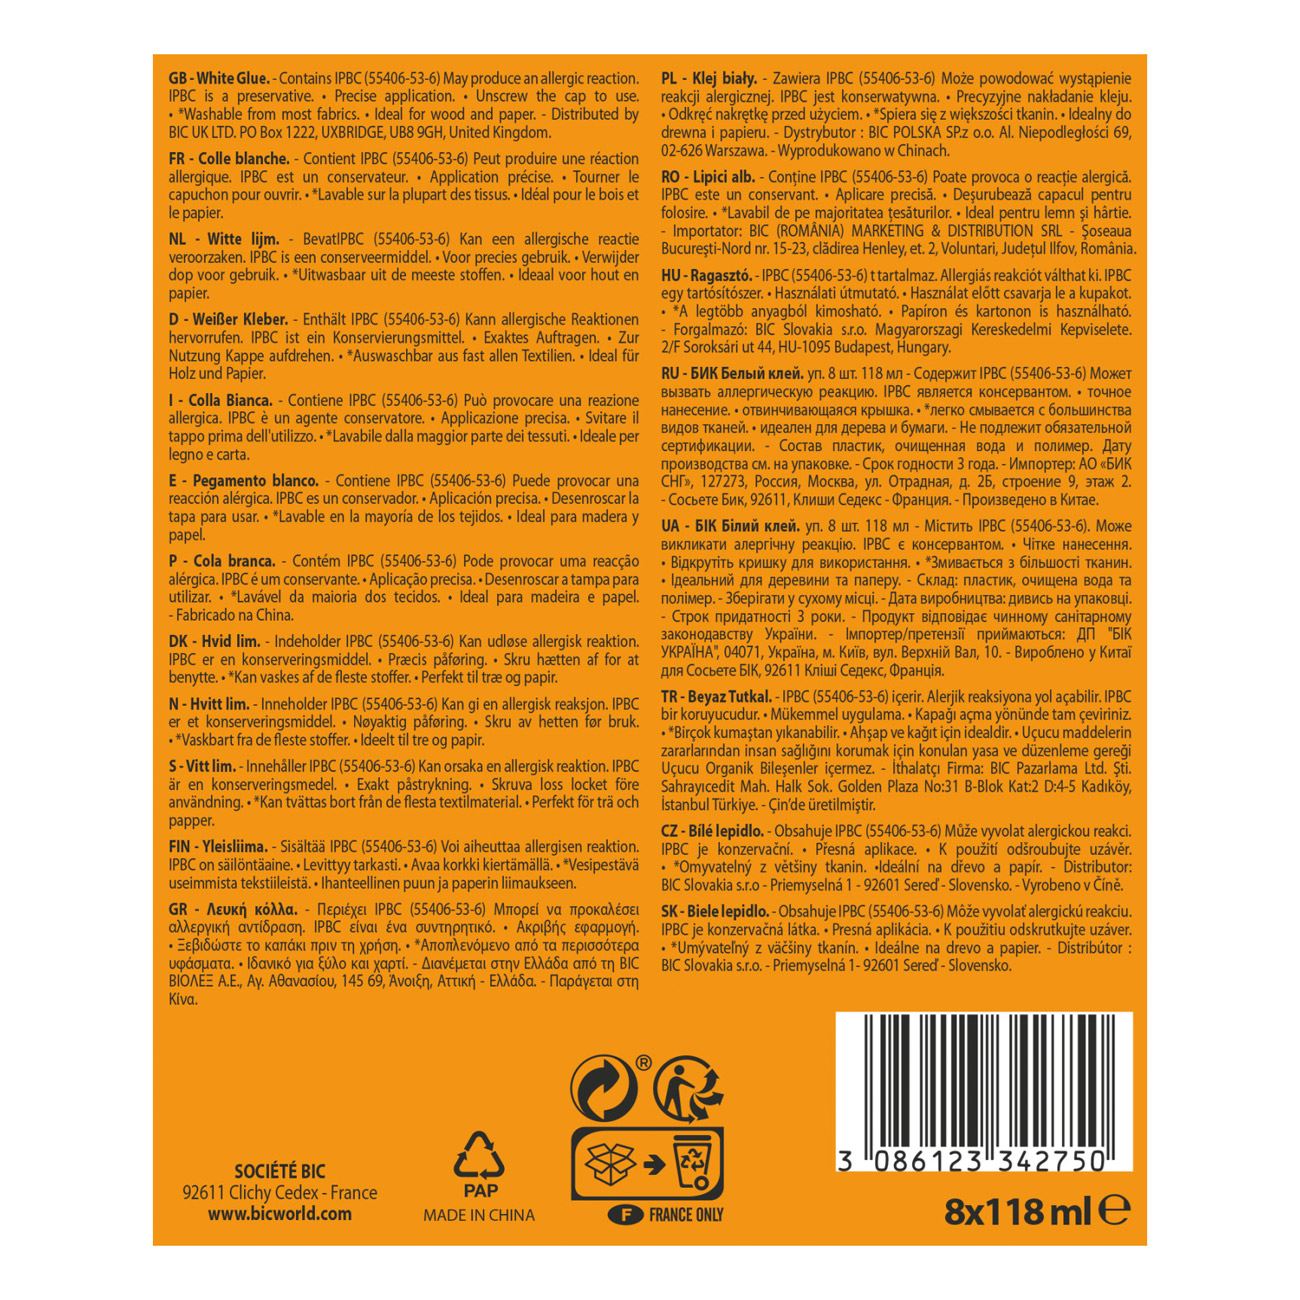 GB - White Glue. - Contains IPBC (55406-53-6) May produce an allergic reaction.
IPBC is a preservative. • Precise application. • Unscrew the cap to use.
• *Washable from most fabrics. • Ideal for wood and paper. - Distributed by
BIC UK LTD. PO Box 1222, UXBRIDGE, UB8 9GH, United Kingdom.
FR - Colle blanche. - Contient IPBC (55406-53-6) Peut produire une réaction
allergique. IPBC est un conservateur. • Application précise. • Tourner le
capuchon pour ouvrir. • *Lavable sur la plupart des tissus. • Idéal pour le bois et
le papier.
NL - Witte lijm. - BevatIPBC (55406-53-6) Kan een allergische reactie
veroorzaken. IPBC is een conserveermiddel. • Voor precies gebruik. • Verwijder
dop voor gebruik. • *Uitwasbaar uit de meeste stoffen. • Ideaal voor hout en
papier.
D - Weißer Kleber. - Enthält IPBC (55406-53-6) Kann allergische Reaktionen
hervorrufen. IPBC ist ein Konservierungsmittel. • Exaktes Auftragen. • Zur
Nutzung Kappe aufdrehen. • *Auswaschbar aus fast allen Textilien. • Ideal für
Holz und Papier.
I - Colla Bianca. - Contiene IPBC (55406-53-6) Può provocare una reazione
allergica. IPBC è un agente conservatore. • Applicazione precisa. • Svitare il
tappo prima dell'utilizzo. • *Lavabile dalla maggior parte dei tessuti. • Ideale per
legno e carta.
E - Pegamento blanco. - Contiene IPBC (55406-53-6) Puede provocar una
reacción alérgica. IPBC es un conservador. • Aplicación precisa. • Desenroscar la
tapa para usar. • *Lavable en la mayoría de los tejidos. • Ideal para madera y
papel.
P - Cola branca. - Contém IPBC (55406-53-6) Pode provocar uma reacção
alérgica. IPBC é um conservante. • Aplicação precisa. • Desenroscar a tampa para
utilizar. • *Lavável da maioria dos tecidos. • Ideal para madeira e papel.
- Fabricado na China.
DK - Hvid lim. - Indeholder IPBC (55406-53-6) Kan udløse allergisk reaktion.
IPBC er en konserveringsmiddel. • Præcis påføring. • Skru hætten af for at
benytte. • *Kan vaskes af de fleste stoffer. • Perfekt til træ og papir.
N - Hvitt lim. - Inneholder IPBC (55406-53-6) Kan gi en allergisk reaksjon. IPBC
er et konserveringsmiddel. • Nøyaktig påføring. • Skru av hetten før bruk.
• *Vaskbart fra de fleste stoffer. • Ideelt til tre og papir.
S - Vitt lim. - Innehåller IPBC (55406-53-6) Kan orsaka en allergisk reaktion. IPBC
är en konserveringsmedel. • Exakt påstrykning. • Skruva loss locket före
användning. • *Kan tvättas bort från de flesta textilmaterial. • Perfekt för trä och
papper.
FIN - Yleisliima. - Sisältää IPBC (55406-53-6) Voi aiheuttaa allergisen reaktion.
IPBC on säilöntäaine. • Levittyy tarkasti. • Avaa korkki kiertämällä. • *Vesipestävä
useimmista tekstiileistä. • Ihanteellinen puun ja paperin liimaukseen.
GR - Λευκή κόλλα. - Περιέχει IPBC (55406-53-6) Μπορεί να προκαλέσει
αλλεργική αντίδραση. IPBC είναι ένα συντηρητικό. • Ακριβής εφαρμογή.
• Ξεβιδώστε το καπάκι πριν τη χρήση. • *Αποπλενόμενο από τα περισσότερα
υφάσματα. • Ιδανικό για ξύλο και χαρτί. - Διανέμεται στην Ελλάδα από τη BIC
ΒΙΟΛΕΞ Α.Ε., Αγ. Αθανασίου, 145 69, Άνοιξη, Αττική - Ελλάδα. - Παράγεται στη
Κίνα.
PL - Klej biały. - Zawiera IPBC (55406-53-6) Może powodować wystąpienie
reakcji alergicznej. IPBC jest konserwatywna. • Precyzyjne nakładanie kleju.
• Odkręć nakrętkę przed użyciem. • *Spiera się z większości tkanin. • Idealny do
drewna i papieru. - Dystrybutor : BIC POLSKA SP.z o.o. Al. Niepodległości 69,
02-626 Warszawa. - Wyprodukowano w Chinach.
RO - Lipici alb. - Conține IPBC (55406-53-6) Poate provoca o reacție alergică.
IPBC este un conservant. • Aplicare precisă. • Deșurubează capacul pentru
folosire. • *Lavabil de pe majoritatea țesăturilor. • Ideal pentru lemn și hârtie.
- Importator: BIC (ROMÂNIA) MARKETING & DISTRIBUTION SRL - Șoseaua
București-Nord nr. 15-23, clădirea Henley, et. 2, Voluntari, Județul Ilfov, România.
HU - Ragasztó. - IPBC (55406-53-6) t tartalmaz. Allergiás reakciót válthat ki. IPBC
egy tartósítószer. • Használati útmutató. • Használat előtt csavarja le a kupakot.
• *A legtöbb anyagból kimosható. • Papíron és kartonon is használható.
- Forgalmazó: BIC Slovakia s.r.o. Magyarorszagi Kereskedelmi Kepviselete.
2/F Soroksári ut 44, HU-1095 Budapest, Hungary.
RU - БИК Белый клей. уп. 8 шт. 118 мл - Содержит IPBC (55406-53-6) Может
вызвать аллергическую реакцию. IPBC является консервантом. • точное
нанесение. • отвинчивающаяся крышка. • *легко смывается с большинства
видов тканей. • идеален для дерева и бумаги. - Не подлежит обязательной
сертификации. - Состав пластик, очищенная вода и полимер. Дату
производства см. на упаковке. - Срок годности 3 года. - Импортер: АО «БИК
СНГ», 127273, Россия, Москва, ул. Отрадная, д. 2Б, строение 9, этаж 2.
- Сосьете Бик, 92611, Клиши Седекс - Франция. - Произведено в Китае.
UA - БІК Білий клей. уп. 8 шт. 118 мл - Містить IPBC (55406-53-6). Може
викликати алергічну реакцію. IPBC є консервантом. • Чітке нанесення.
• Відкрутіть кришку для використання. • *Змивається з більшості тканин.
• Ідеальний для деревини та паперу. - Склад: пластик, очищена вода та
полімер. - Зберігати у сухому місці. - Дата виробництва: дивись на упаковці.
- Строк придатності 3 роки. - Продукт відповідає чинному санітарному
законодавству України. - Імпортер/претензії приймаються: ДП "БІК
УКРАЇНА", 04071, Україна, м. Київ, вул. Верхній Вал, 10. - Вироблено у Китаї
для Сосьете БІК, 92611 Кліші Седекс, Франція.
TR - Beyaz Tutkal. - IPBC (55406-53-6) içerir. Alerjik reaksiyona yol açabilir. IPBC
bir koruyucudur. • Mükemmel uygulama. • Kapağı açma yönünde tam çeviriniz.
• *Birçok kumaştan yıkanabilir. • Ahşap ve kağıt için idealdir. • Uçucu maddelerin
zararlarından insan sağlığını korumak için konulan yasa ve düzenleme gereği
Uçucu Organik Bileşenler içermez. - İthalatçı Firma: BIC Pazarlama Ltd. Şti.
Sahrayıcedit Mah. Halk Sok. Golden Plaza No:31 B-Blok Kat:2 D:4-5 Kadıköy,
İstanbul Türkiye. - Çin'de üretilmiştir.
CZ - Bílé lepidlo. - Obsahuje IPBC (55406-53-6) Může vyvolat alergickou reakci.
IPBC je konzervační. • Přesná aplikace. • K použití odšroubujte uzávěr.
• *Omyvatelný z většiny tkanin. •Ideální na dřevo a papír. - Distributor:
BIC Slovakia s.r.o - Priemyselná 1 - 92601 Sereď - Slovensko. - Vyrobeno v Číně.
SK - Biele lepidlo. - Obsahuje IPBC (55406-53-6) Môže vyvolať alergickú reakciu.
IPBC je konzervačná látka. • Presná aplikácia. • K použitiu odskrutkujte uzáver.
• *Umývateľný z väčšiny tkanín. • Ideálne na drevo a papier. - Distribútor :
BIC Slovakia s.r.o. - Priemyselná 1- 92601 Sereď - Slovensko.
SOCIÉTÉ BIC
92611 Clichy Cedex - France
www.bicworld.com
PAP
MADE IN CHINA
®
F FRANCE ONLY
3 086123 342750
8x118 ml ℮